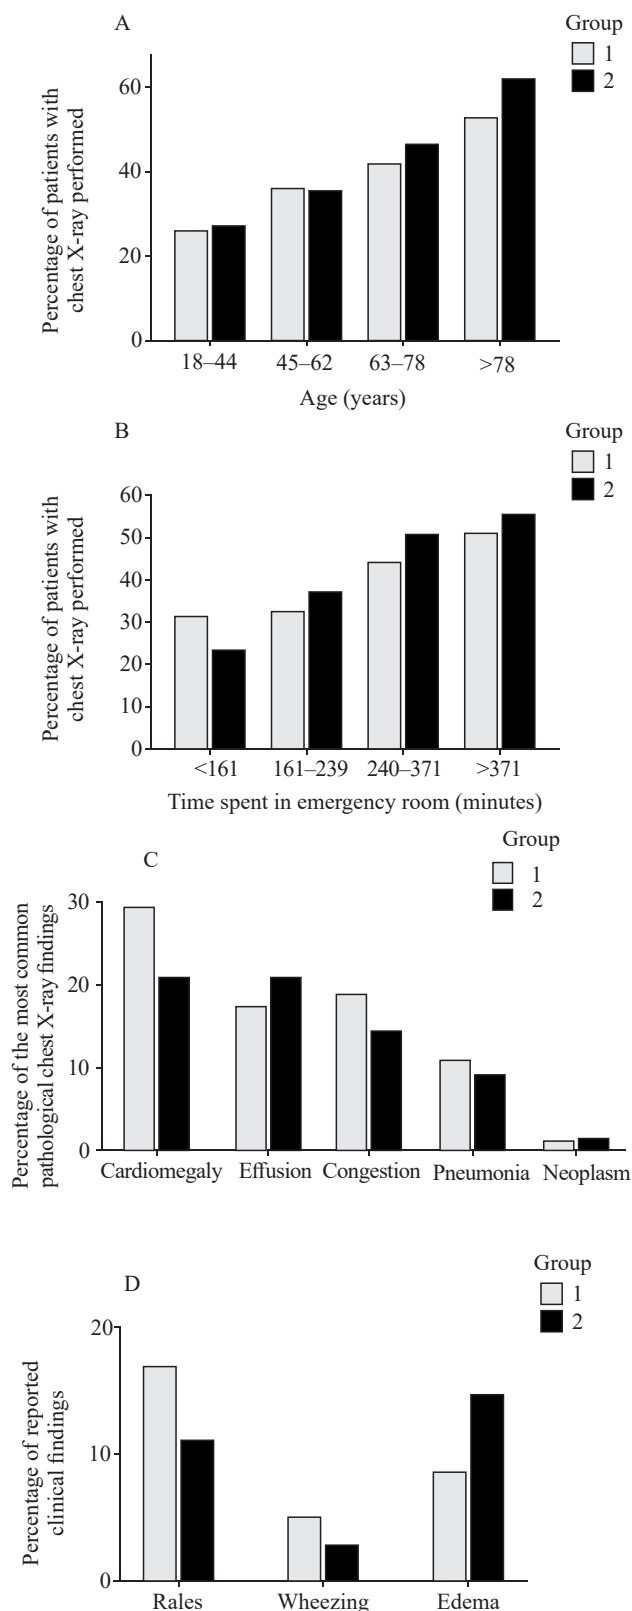 A
Group
1
2
Percentage of patients with
chest X-ray performed
60
40
20
0
18–44
45–62
63–78
>78
Age (years)
B
Group
1
2
Percentage of patients with
chest X-ray performed
60
50
40
30
20
10
0
<161
161–239
240–371
>371
Time spent in emergency room (minutes)
C
Group
1
2
Percentage of the most common
pathological chest X-ray findings
30
20
10
0
Cardiomegaly
Effusion
Congestion
Pneumonia
Neoplasm
D
Group
1
2
Percentage of reported
clinical findings
20
10
0
Rales
Wheezing
Edema